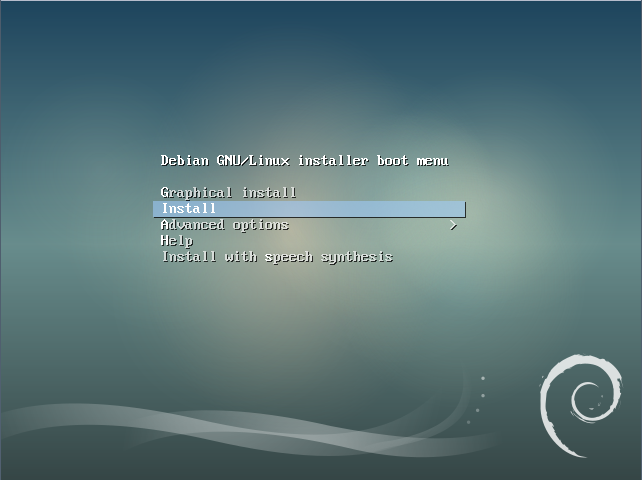 Debian GNU/Linux installer boot menu
Graphical install
Install
Advanced options >
Help
Install with speech synthesis